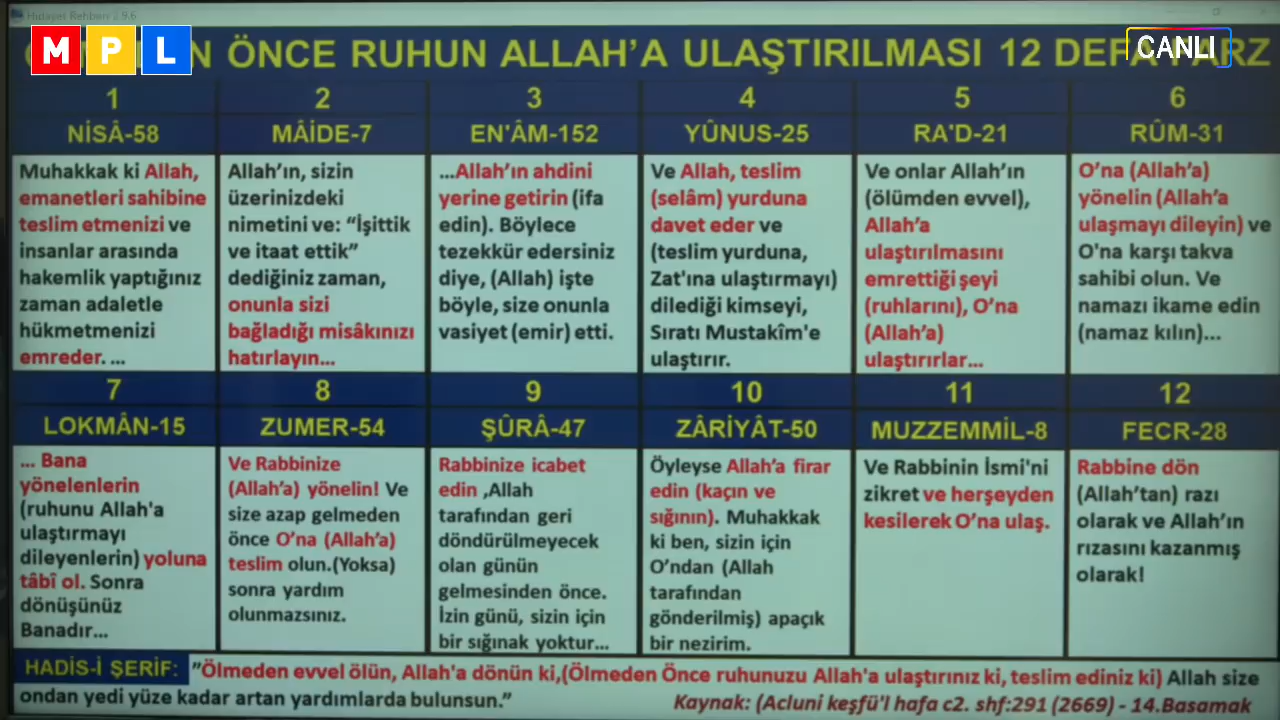 Hidayet Rehberi 2.9.6
MPL
ÖNCE RUHUN ALLAH'A ULAŞTIRILMASI 12 DEFA FARZ
CANLI
1
2
3
4
5
6
NİSÂ-58
MÂİDE-7
EN'ÂM-152
YÛNUS-25
RA'D-21
RÛM-31
Muhakkak ki Allah,
emanetleri sahibine
teslim etmenizi ve
insanlar arasında
hakemlik yaptığınız
zaman adaletle
hükmetmenizi
emreder. ...
Allah'ın, sizin
üzerinizdeki
nimetini ve: "İşittik
ve itaat ettik"
dediğiniz zaman,
onunla sizi
bağladığı misâkınızı
hatırlayın...
...Allah'ın ahdini
yerine getirin (ifa
edin). Böylece
tezekkür edersiniz
diye, (Allah) işte
böyle, size onunla
vasiyet (emir) etti.
Ve Allah, teslim
(selâm) yurduna
davet eder ve
(teslim yurduna,
Zat'ına ulaştırmayı)
dilediği kimseyi,
Sıratı Mustakîm'e
ulaştırır.
Ve onlar Allah'ın
(ölümden evvel),
Allah'a
ulaştırılmasını
emrettiği şeyi
(ruhlarını), O'na
(Allah'a)
ulaştırırlar...
O'na (Allah'a)
yönelin (Allah'a
ulaşmayı dileyin) ve
O'na karşı takva
sahibi olun. Ve
namazı ikame edin
(namaz kılın)...
7
8
9
10
11
12
LOKMÂN-15
ZUMER-54
ŞÛRÂ-47
ZÂRİYÂT-50
MUZZEMMİL-8
FECR-28
... Bana
yönelenlerin
(ruhunu Allah'a
ulaştırmayı
dileyenlerin) yoluna
tâbî ol. Sonra
dönüşünüz
Banadır...
Ve Rabbinize
(Allah'a) yönelin! Ve
size azap gelmeden
önce O'na (Allah'a)
teslim olun.(Yoksa)
sonra yardım
olunmazsınız.
Rabbinize icabet
edin ,Allah
tarafından geri
döndürülmeyecek
olan günün
gelmesinden önce.
İzin günü, sizin için
bir sığınak yoktur...
Öyleyse Allah'a firar
edin (kaçın ve
sığının). Muhakkak
ki ben, sizin için
O'ndan (Allah
tarafından
gönderilmiş) apaçık
bir nezirim.
Ve Rabbinin İsmi'ni
zikret ve herşeyden
kesilerek O'na ulaş.
Rabbine dön
(Allah'tan) razı
olarak ve Allah'ın
rızasını kazanmış
olarak!
HADİS-İ ŞERİF: "Ölmeden evvel ölün, Allah'a dönün ki,(Ölmeden Önce ruhunuzu Allah'a ulaştırınız ki, teslim ediniz ki) Allah size
ondan yedi yüze kadar artan yardımlarda bulunsun." Kaynak: (Acluni keşfü'l hafa c2. shf:291 (2669) - 14.Basamak